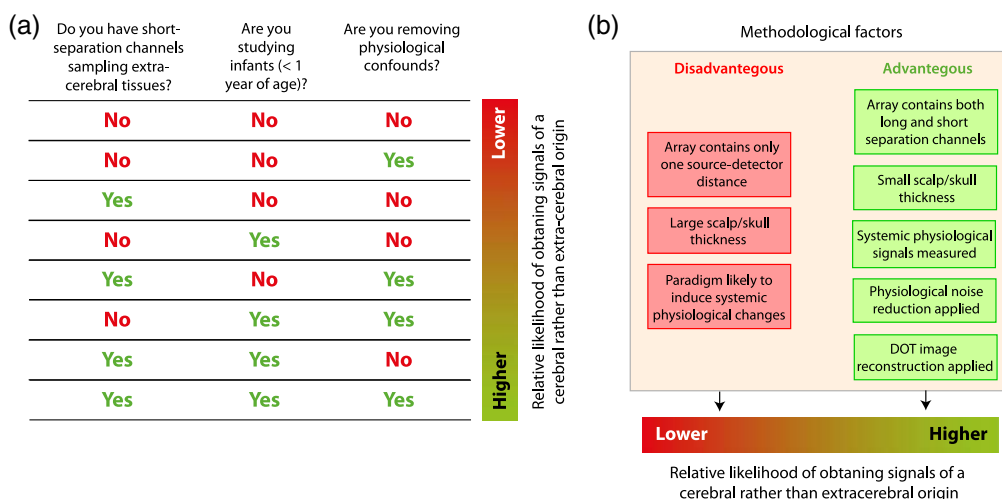 (a)
Do you have short-
separation channels
sampling extra-
cerebral tissues?
Are you
studying
infants (< 1
year of age)?
Are you removing
physiological
confounds?
No No No
No No Yes
Yes No No
No Yes No
Yes No Yes
No Yes Yes
Yes Yes No
Yes Yes Yes
Lower
Higher
Relative likelihood of obtaning signals of a
cerebral rather than extra-cerebral origin
(b)
Methodological factors
Disadvantegous
Array contains only
one source-detector
distance
Large scalp/skull
thickness
Paradigm likely to
induce systemic
physiological changes
Advantegous
Array contains both
long and short
separation channels
Small scalp/skull
thickness
Systemic physiological
signals measured
Physiological noise
reduction applied
DOT image
reconstruction applied
Lower Higher
Relative likelihood of obtaning signals of a
cerebral rather than extracerebral origin